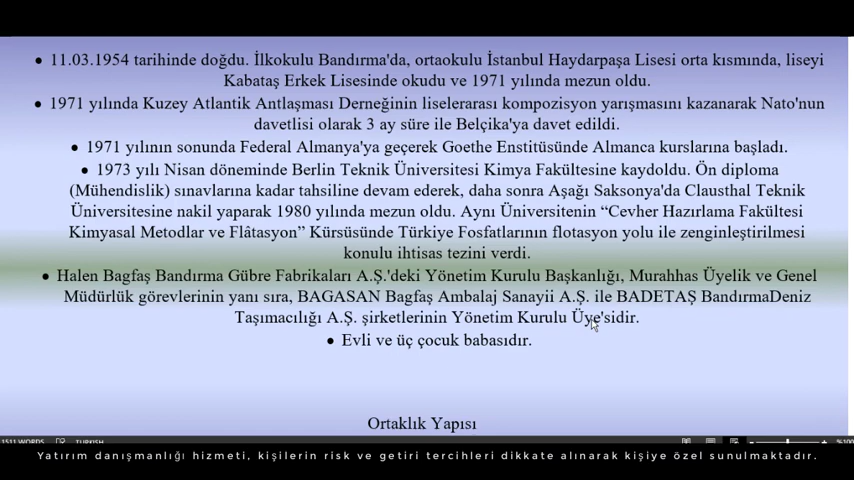 • 11.03.1954 tarihinde doğdu. İlkokulu Bandırma'da, ortaokulu İstanbul Haydarpaşa Lisesi orta kısmında, liseyi
Kabataş Erkek Lisesinde okudu ve 1971 yılında mezun oldu.
• 1971 yılında Kuzey Atlantik Antlaşması Derneğinin liselerarası kompozisyon yarışmasını kazanarak Nato'nun
davetlisi olarak 3 ay süre ile Belçika'ya davet edildi.
• 1971 yılının sonunda Federal Almanya'ya geçerek Goethe Enstitüsünde Almanca kurslarına başladı.
• 1973 yılı Nisan döneminde Berlin Teknik Üniversitesi Kimya Fakültesine kaydoldu. Ön diploma
(Mühendislik) sınavlarına kadar tahsiline devam ederek, daha sonra Aşağı Saksonya'da Clausthal Teknik
Üniversitesine nakil yaparak 1980 yılında mezun oldu. Aynı Üniversitenin “Cevher Hazırlama Fakültesi
Kimyasal Metodlar ve Flâtasyon” Kürsüsünde Türkiye Fosfatlarının flotasyon yolu ile zenginleştirilmesi
konulu ihtisas tezini verdi.
• Halen Bagfaş Bandırma Gübre Fabrikaları A.Ş.'deki Yönetim Kurulu Başkanlığı, Murahhas Üyelik ve Genel
Müdürlük görevlerinin yanı sıra, BAGASAN Bagfaş Ambalaj Sanayii A.Ş. ile BADETAŞ BandırmaDeniz
Taşımacılığı A.Ş. şirketlerinin Yönetim Kurulu Üye'sidir.
• Evli ve üç çocuk babasıdır.
Ortaklık Yapısı
1511 WORDS TURKISH %100
Yatırım danışmanlığı hizmeti, kişilerin risk ve getiri tercihleri dikkate alınarak kişiye özel sunulmaktadır.